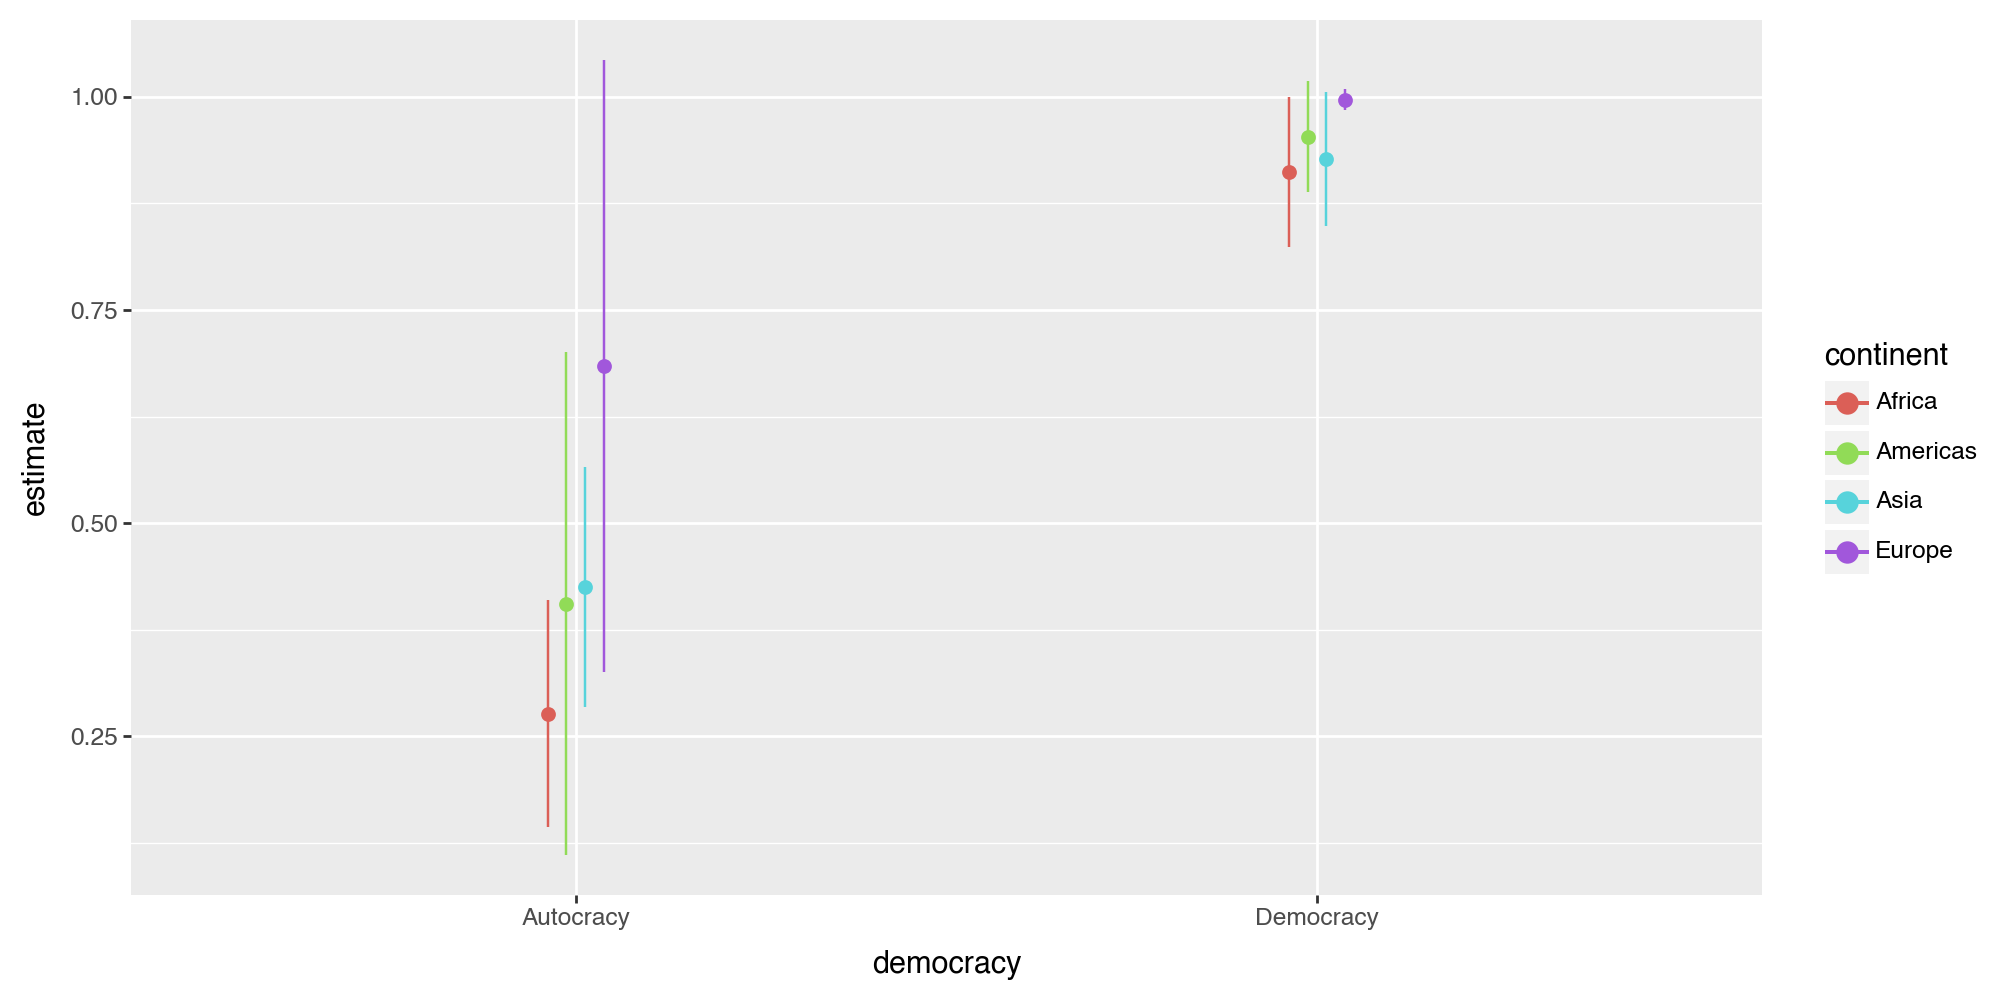 1.00
0.75
0.50
0.25
estimate
Autocracy
Democracy
democracy
continent
Africa
Americas
Asia
Europe